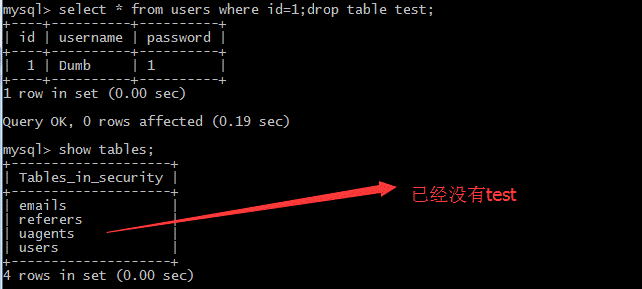 mysql> select * from users where id=1;drop table test;
+----+----------+----------+
| id | username | password |
+----+----------+----------+
|  1 | Dumb     | 1        |
+----+----------+----------+
1 row in set (0.00 sec)
Query OK, 0 rows affected (0.19 sec)
mysql> show tables;
+--------------------+
| Tables_in_security |
+--------------------+
| emails             |
| referers           |
| uagents            |
| users              |
+--------------------+
4 rows in set (0.00 sec)
已经没有test